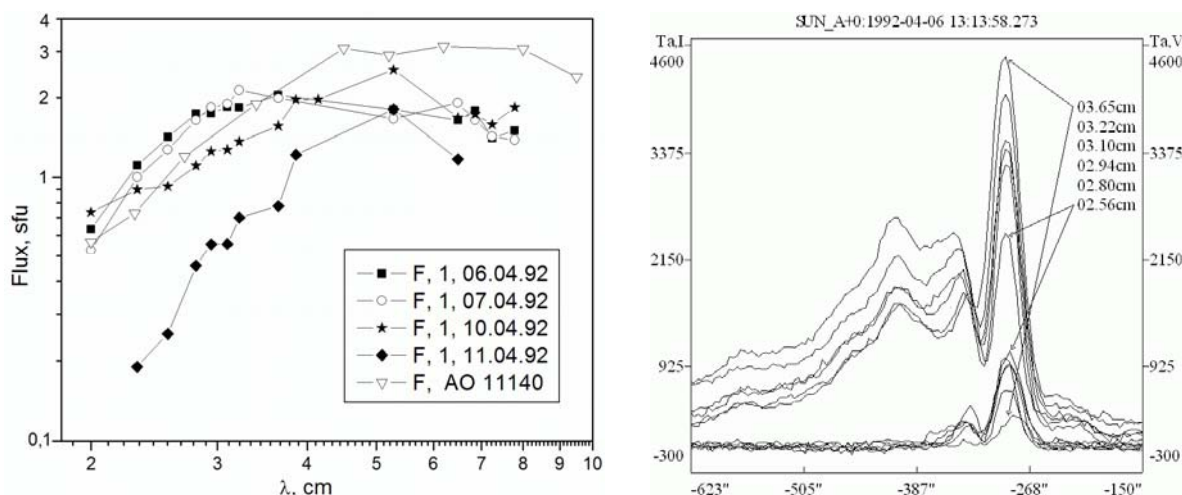 4
3
2
1
0,1
Flux, sfu
2 3 4 5 6 7 8 9 10
λ, cm
F, 1, 06.04.92
F, 1, 07.04.92
F, 1, 10.04.92
F, 1, 11.04.92
F, AO 11140
SUN_A+0:1992-04-06 13:13:58.273
Ta,I
Ta,V
4600
4600
3375
3375
2150
2150
925
925
-300
-300
03.65cm
03.22cm
03.10cm
02.94cm
02.80cm
02.56cm
-623" -505" -387" -268" -150"